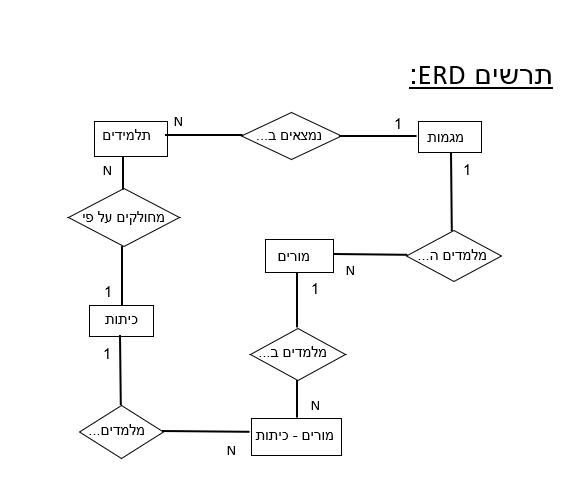 תרשים ERD:
תלמידים
N
נמצאים ב...
1
מגמות
N
1
מחולקים על פי
מורים
N
מלמדים ה...
1
1
כיתות
1
מלמדים ב...
N
מלמדים...
N
מורים - כיתות